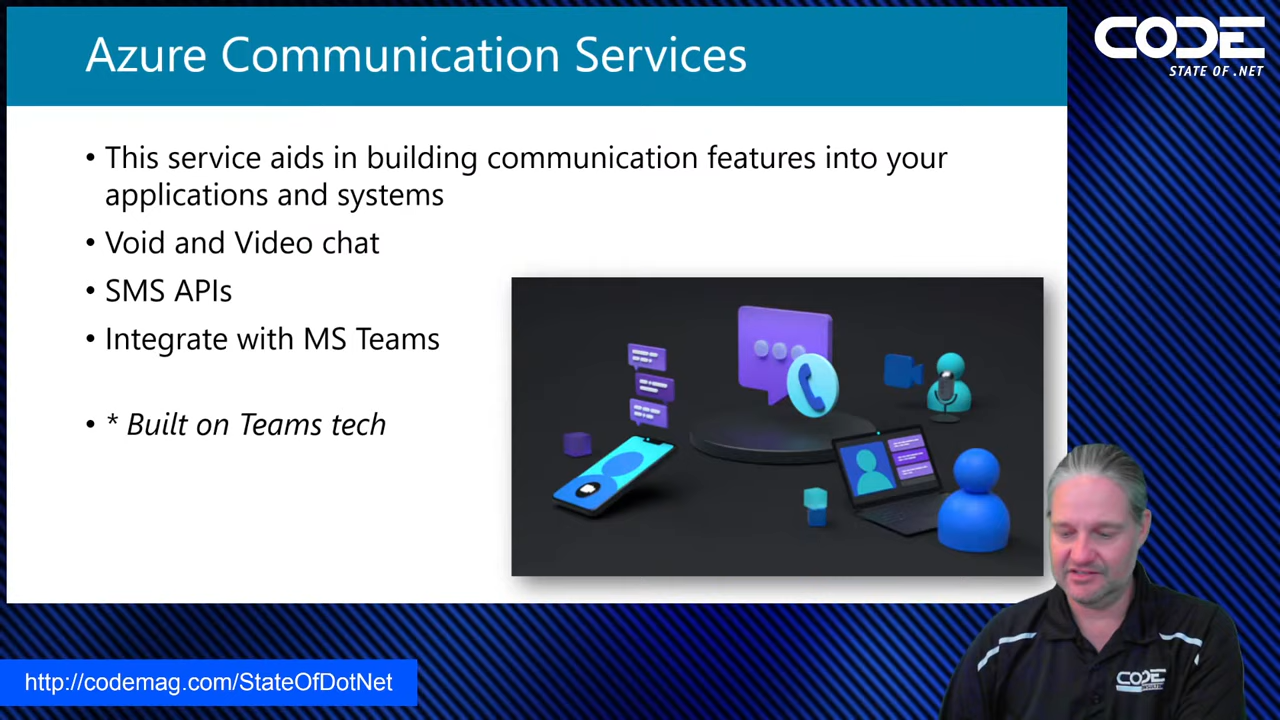 Azure Communication Services
CODE
STATE OF .NET
• This service aids in building communication features into your
applications and systems
• Void and Video chat
• SMS APIs
• Integrate with MS Teams
• * Built on Teams tech
CODE
http://codemag.com/StateOfDotNet